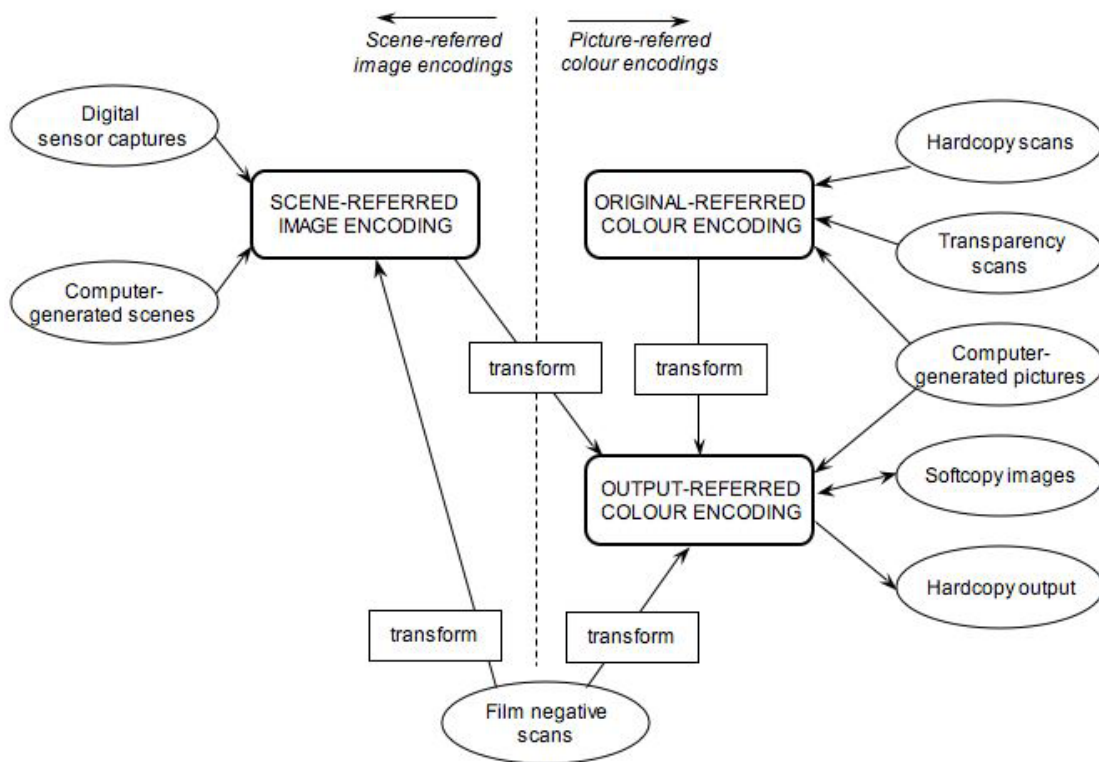 Scene-referred
image encodings
Picture-referred
colour encodings
Digital
sensor captures
Hardcopy scans
SCENE-REFERRED
IMAGE ENCODING
ORIGINAL-REFERRED
COLOUR ENCODING
Transparency
scans
Computer-
generated scenes
transform
transform
Computer-
generated pictures
OUTPUT-REFERRED
COLOUR ENCODING
Softcopy images
Hardcopy output
transform
transform
Film negative
scans